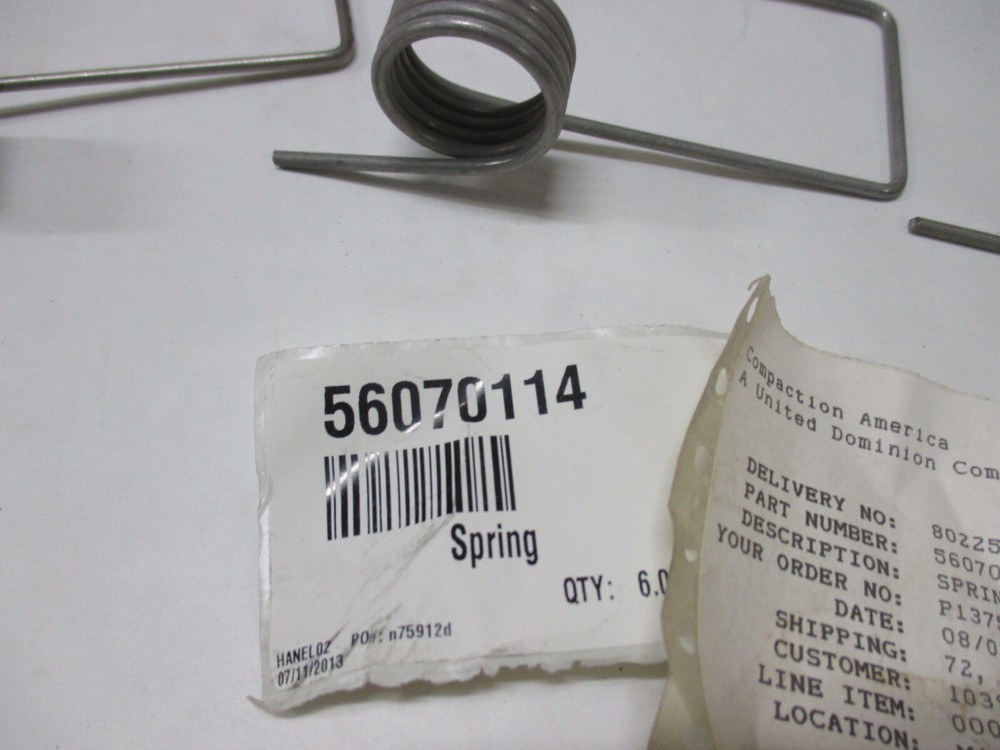 56070114
Spring
QTY: 6.0
PO#: n75912d
HANEL02
07/11/2013
Compaction America
A United Dominion Com
DELIVERY NO: 80225
PART NUMBER: 56070
DESCRIPTION: SPRIN
YOUR ORDER NO: P137
DATE: 08/0
SHIPPING: 72,
CUSTOMER: 103
LINE ITEM: 000
LOCATION: